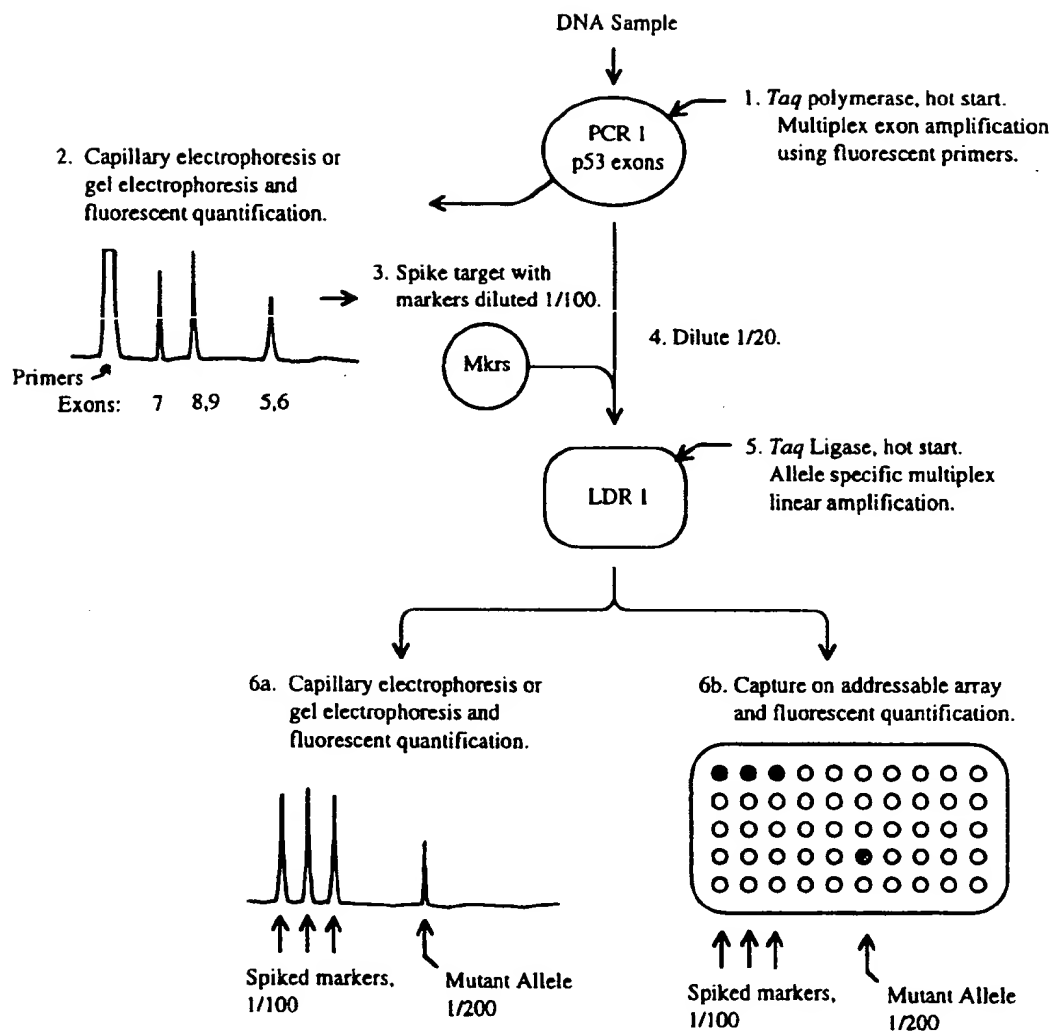 DNA Sample
PCR 1
p53 exons
1. Taq polymerase, hot start.
Multiplex exon amplification
using fluorescent primers.
2. Capillary electrophoresis or
gel electrophoresis and
fluorescent quantification.
Primers
Exons: 7 8,9 5,6
3. Spike target with
markers diluted 1/100.
Mkrs
4. Dilute 1/20.
5. Taq Ligase, hot start.
Allele specific multiplex
linear amplification.
LDR 1
6a. Capillary electrophoresis or
gel electrophoresis and
fluorescent quantification.
Spiked markers,
1/100
Mutant Allele
1/200
6b. Capture on addressable array
and fluorescent quantification.
Spiked markers,
1/100
Mutant Allele
1/200